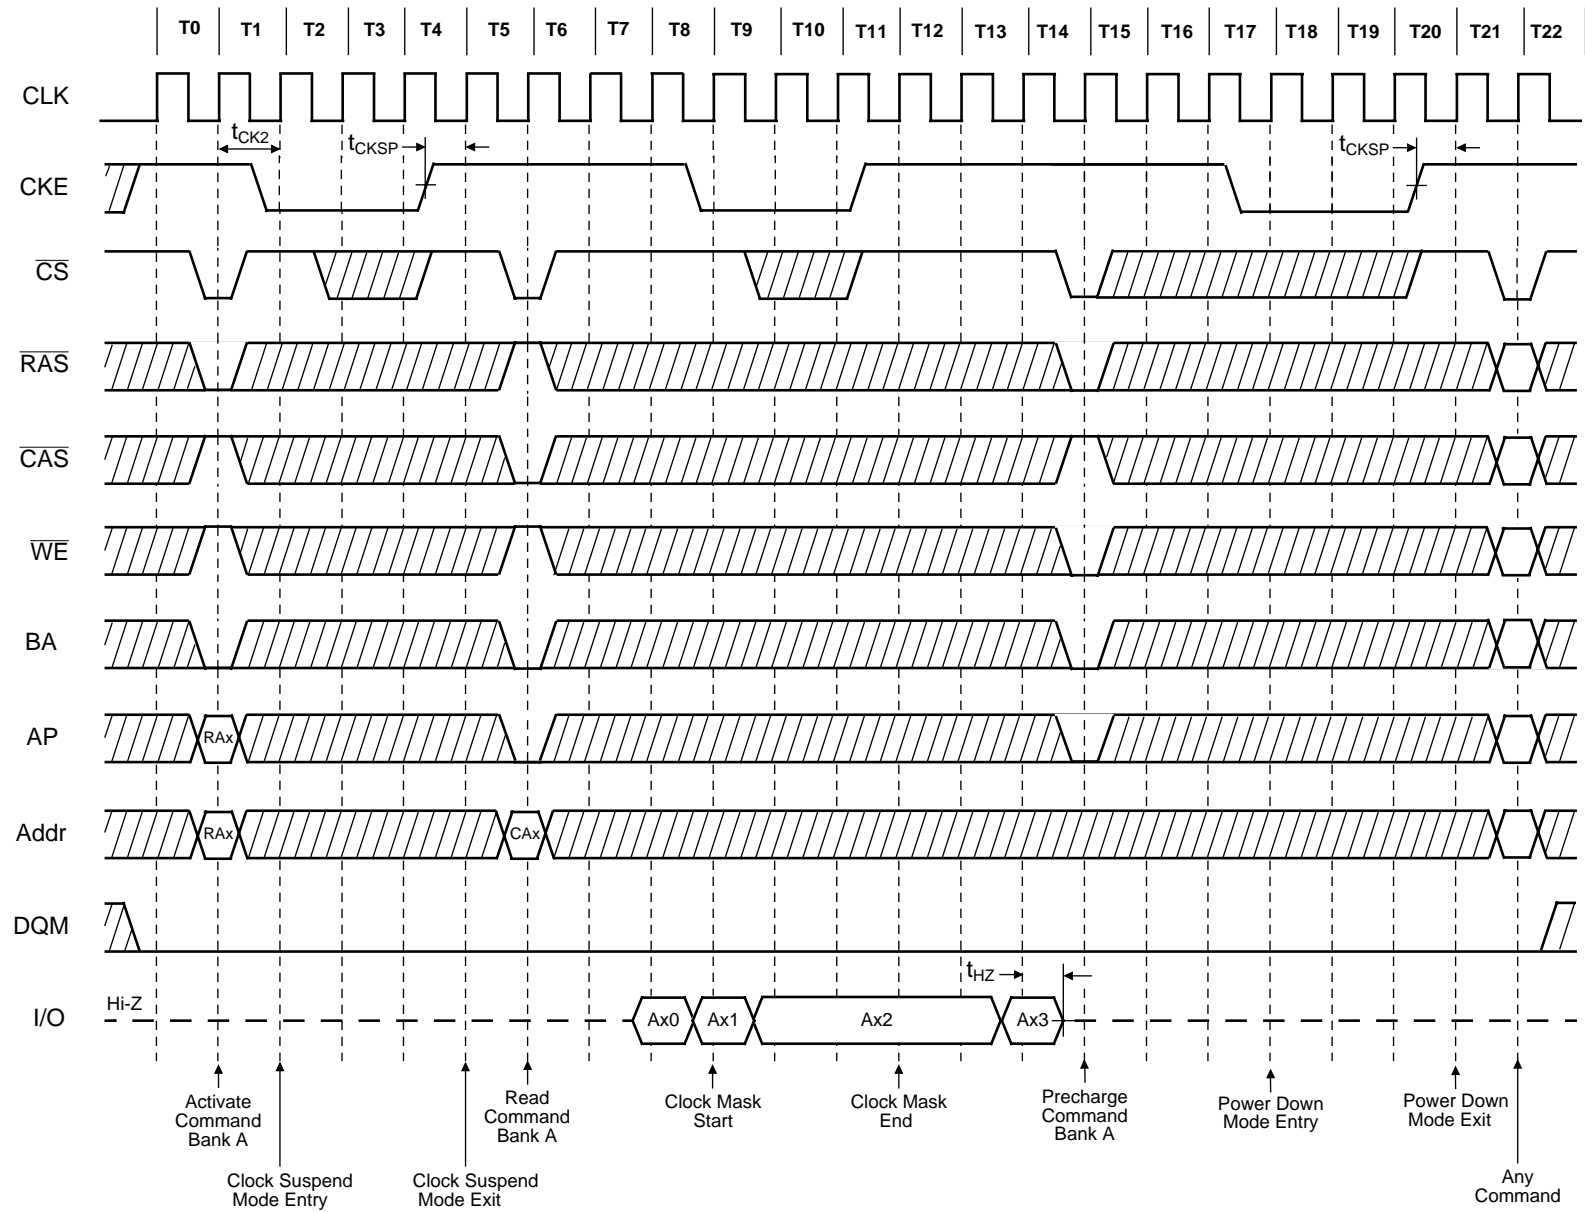 T0 T1 T2 T3 T4 T5 T6 T7 T8 T9 T10 T11 T12 T13 T14 T15 T16 T17 T18 T19 T20 T21 T22
CLK
tCK2 tCKSP tCKSP
CKE
CS
RAS
CAS
WE
BA
AP RAx
Addr RAx CAx
DQM
tHZ
Hi-Z
I/O Ax0 Ax1 Ax2 Ax3
Activate
Command
Bank A
Read
Command
Bank A
Clock Mask
Start
Clock Mask
End
Precharge
Command
Bank A
Power Down
Mode Entry
Power Down
Mode Exit
Clock Suspend
Mode Entry
Clock Suspend
Mode Exit
Any
Command